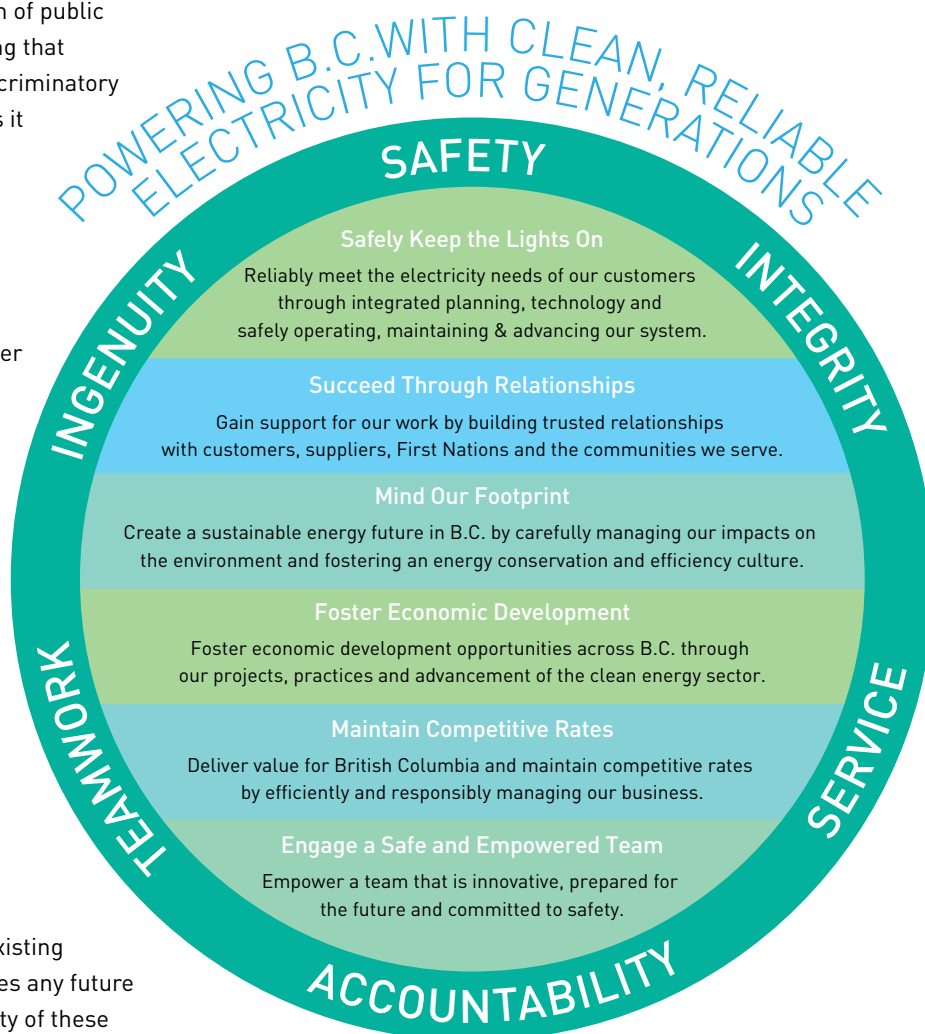 n of public
g that
criminatory
s it
er
xisting
es any future
ty of these
POWERING B.C. WITH CLEAN, RELIABLE
ELECTRICITY FOR GENERATIONS
SAFETY
INGENUITY
INTEGRITY
TEAMWORK
SERVICE
ACCOUNTABILITY
Safely Keep the Lights On
Reliably meet the electricity needs of our customers
through integrated planning, technology and
safely operating, maintaining & advancing our system.
Succeed Through Relationships
Gain support for our work by building trusted relationships
with customers, suppliers, First Nations and the communities we serve.
Mind Our Footprint
Create a sustainable energy future in B.C. by carefully managing our impacts on
the environment and fostering an energy conservation and efficiency culture.
Foster Economic Development
Foster economic development opportunities across B.C. through
our projects, practices and advancement of the clean energy sector.
Maintain Competitive Rates
Deliver value for British Columbia and maintain competitive rates
by efficiently and responsibly managing our business.
Engage a Safe and Empowered Team
Empower a team that is innovative, prepared for
the future and committed to safety.